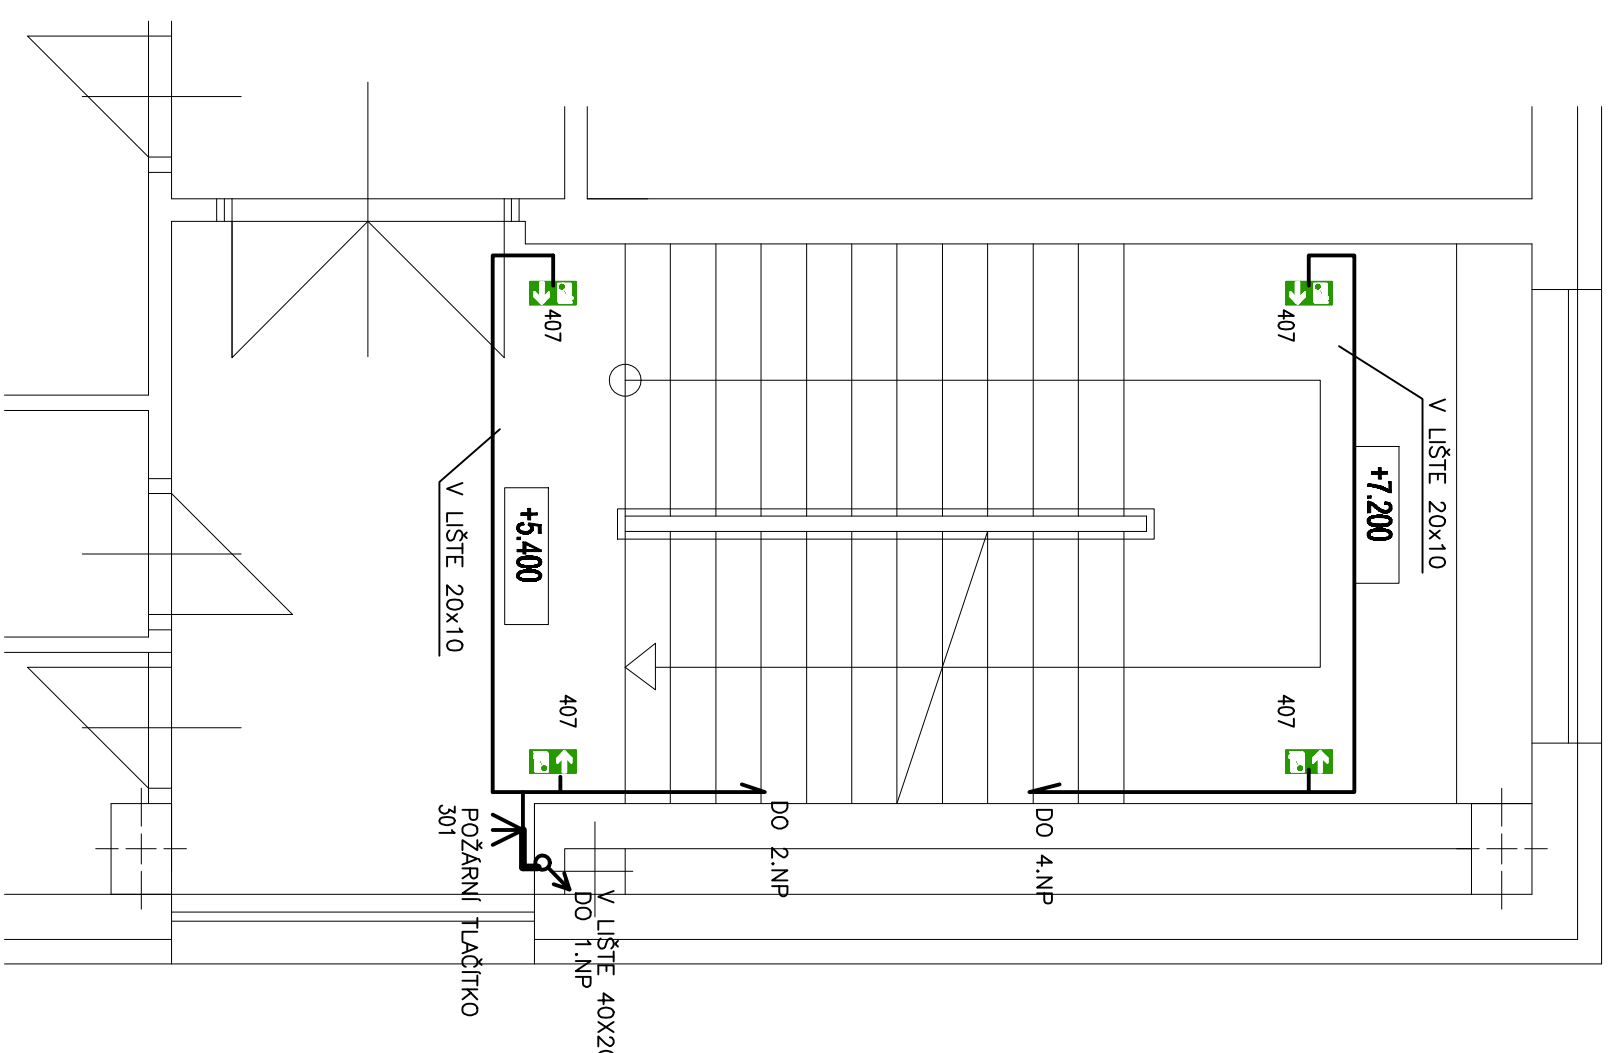 407
407
V LIŠTE 20x10
+7.200
V LIŠTE 20x10
+5.400
407
407
DO 2.NP
DO 4.NP
POŽÁRNÍ TLAČÍTKO
301
V LIŠTE 40X20
DO 1.NP